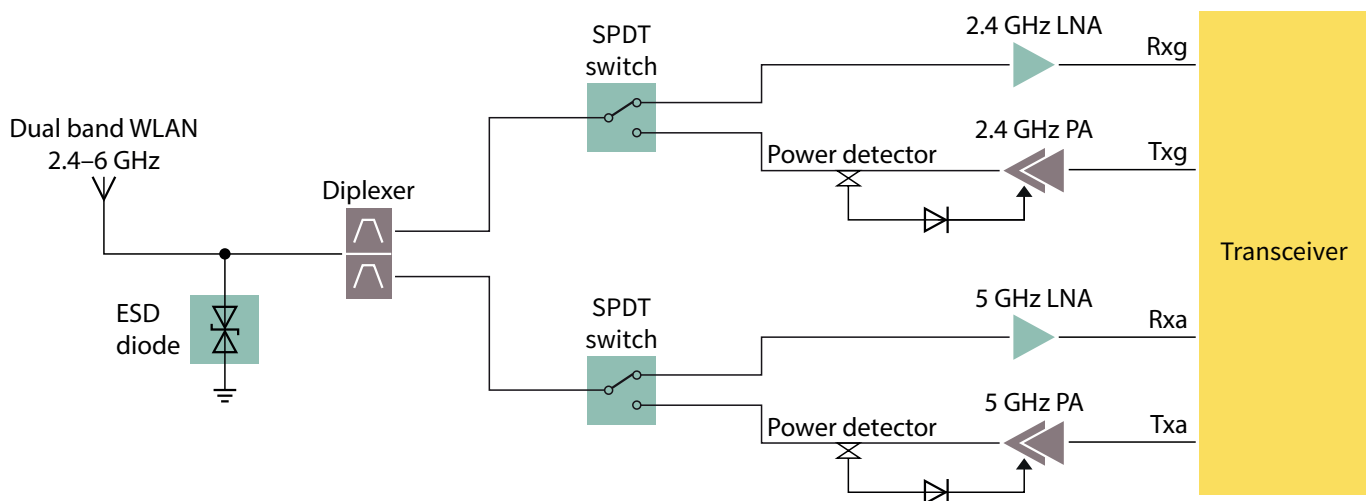 Dual band WLAN
2.4–6 GHz
ESD
diode
Diplexer
SPDT
switch
2.4 GHz LNA
Rxg
2.4 GHz PA
Txg
Power detector
SPDT
switch
5 GHz LNA
Rxa
5 GHz PA
Txa
Power detector
Transceiver